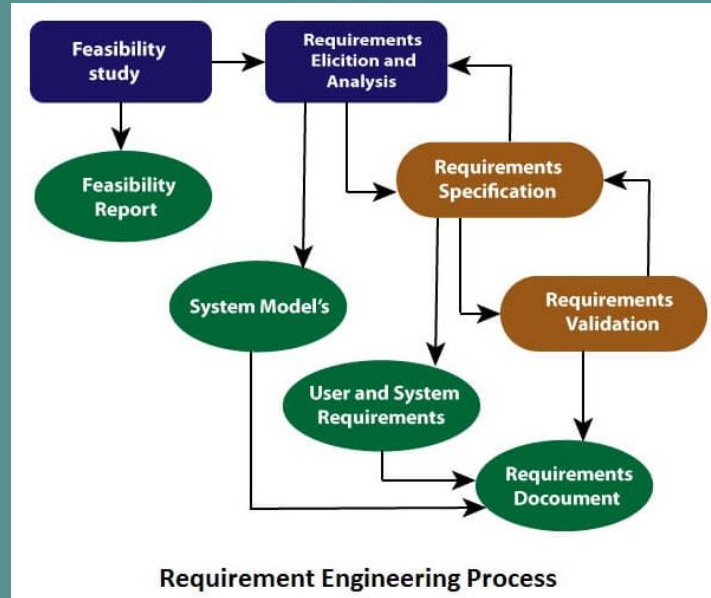 Feasibility
study
Requirements
Elicition and
Analysis
Feasibility
Report
Requirements
Specification
System Model's
Requirements
Validation
User and System
Requirements
Requirements
Docoument
Requirement Engineering Process